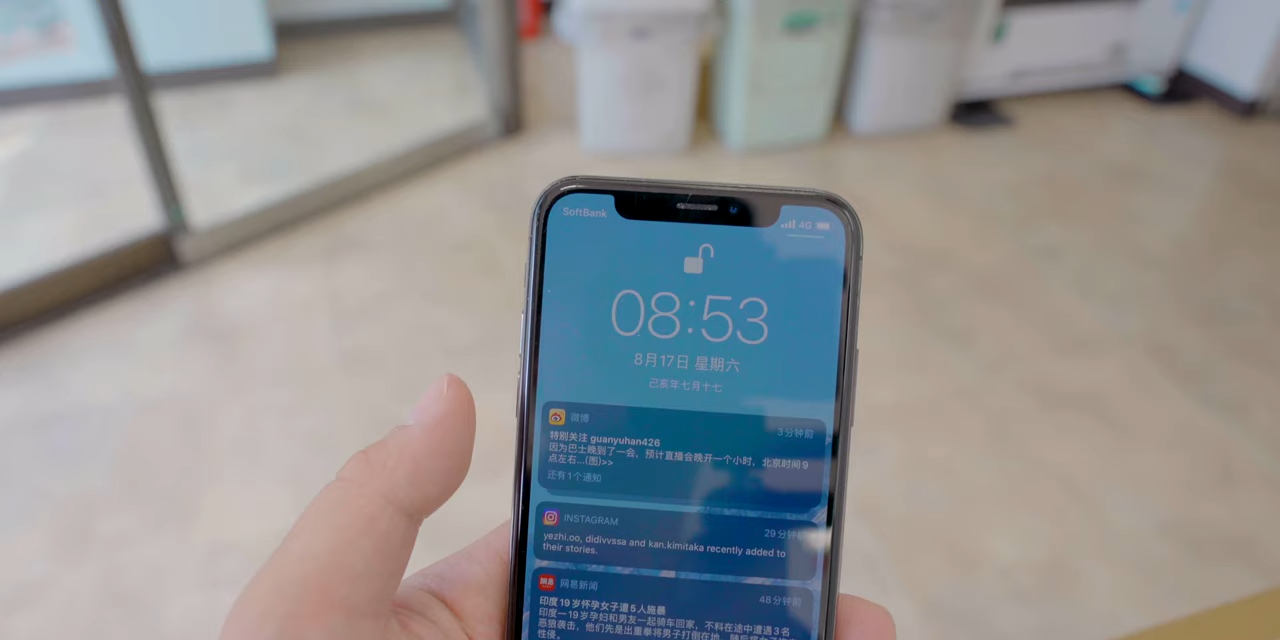 SoftBank
4G
08:53
8月17日 星期六
己亥年七月十七
微博
3分钟前
特别关注 guanyuhan426
因为巴士晚到了一会，预计直播会晚开一个小时，北京时间9
点左右...(图)>>
还有1个通知
INSTAGRAM
29分钟前
yezhi.oo, didivvssa and kan.kimitaka recently added to
their stories.
网易新闻
48分钟前
印度19岁怀孕女子遭5人施暴
印度一19岁孕妇和男友一起骑车回家，不料在途中遭遇3名
恶狼袭击，他们先是出重拳将男子打倒在地，随后
性侵。